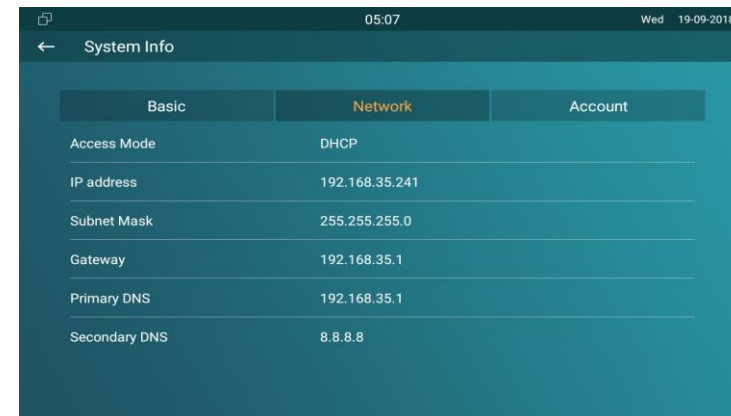 05:07 Wed 19-09-2018
System Info
Basic Network Account
Access Mode DHCP
IP address 192.168.35.241
Subnet Mask 255.255.255.0
Gateway 192.168.35.1
Primary DNS 192.168.35.1
Secondary DNS 8.8.8.8